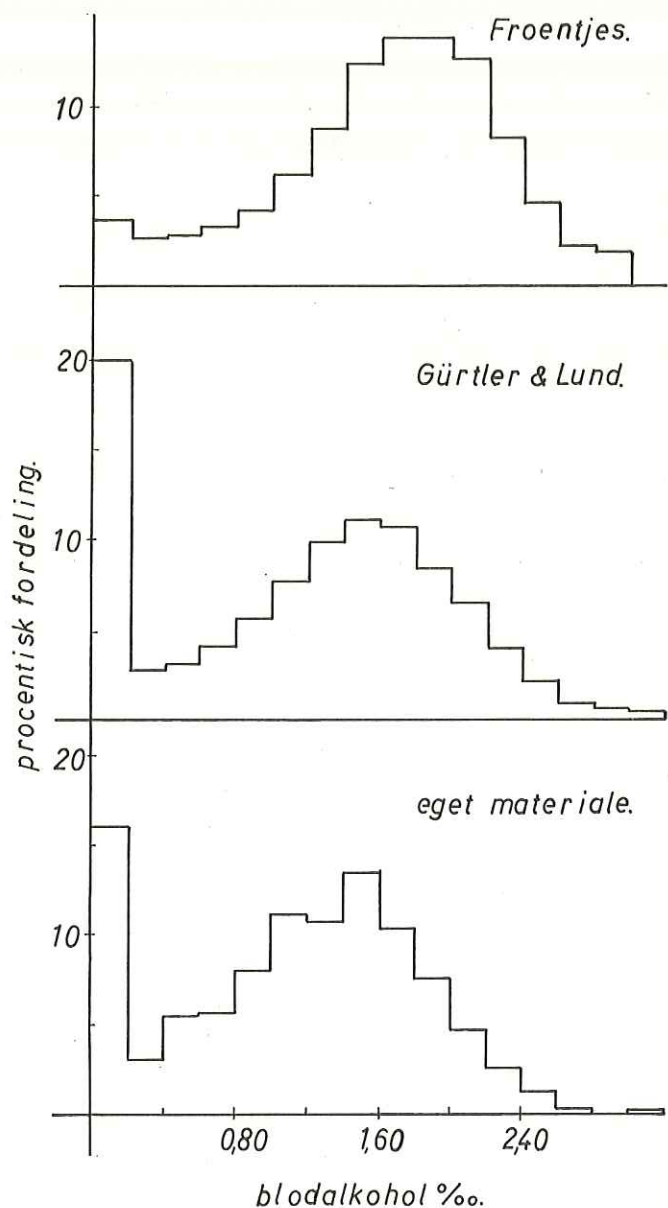 Froentjes.
10
20
Gürtler & Lund.
10
procentisk fordeling.
20
eget materiale.
10
0,80 1,60 2,40
blodalkohol ‰.